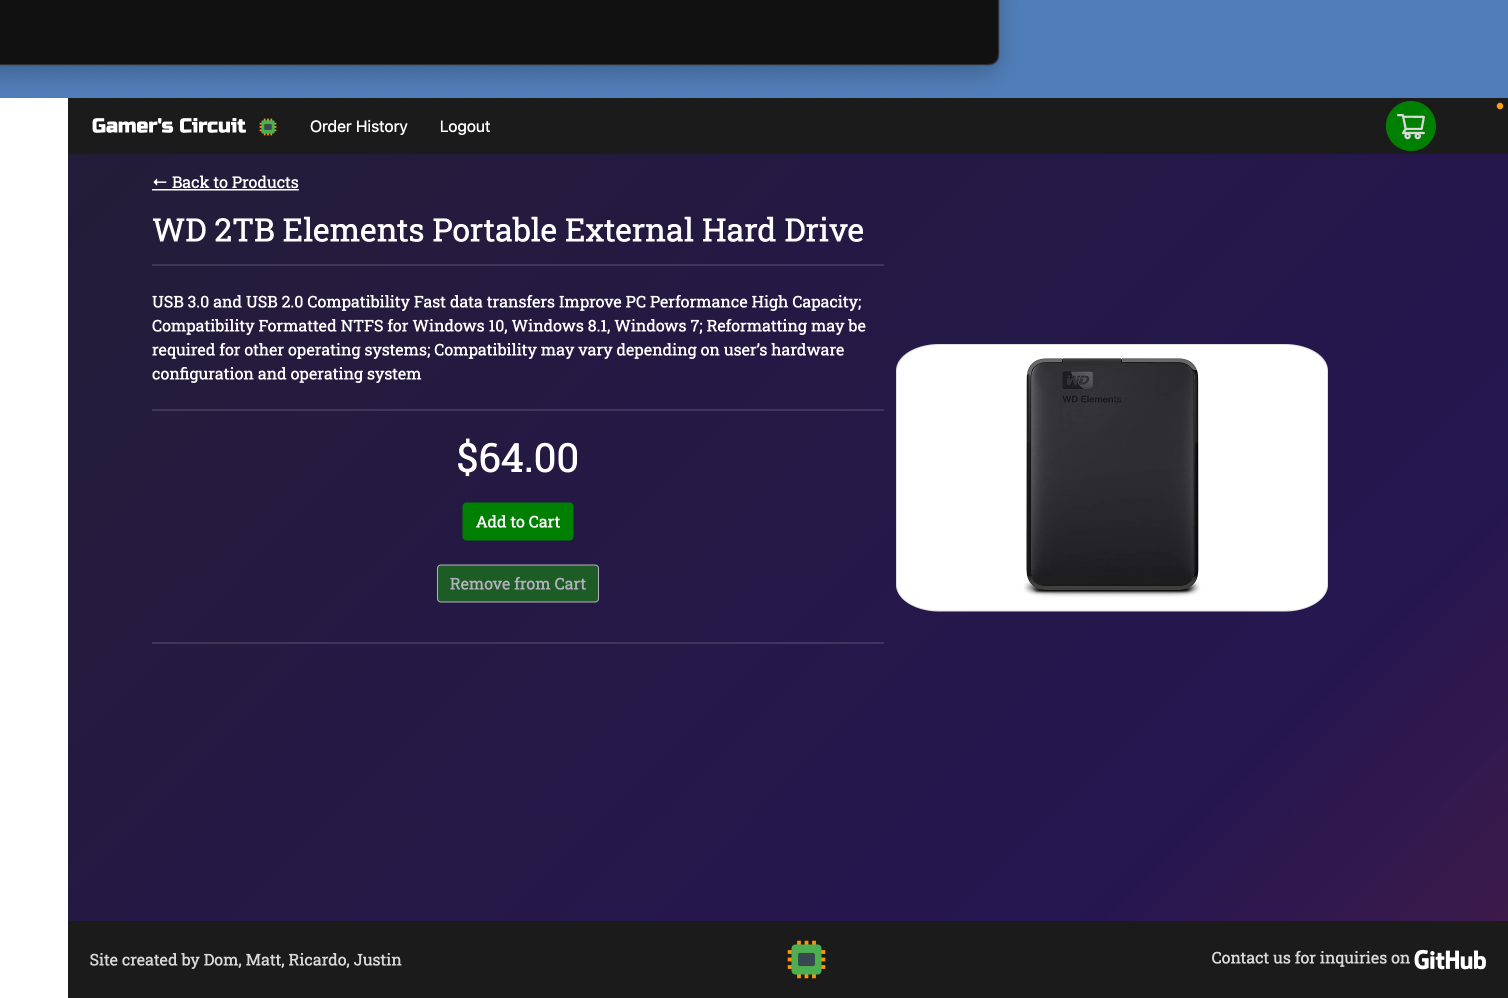 Gamer's Circuit Order History Logout
← Back to Products
WD 2TB Elements Portable External Hard Drive
USB 3.0 and USB 2.0 Compatibility Fast data transfers Improve PC Performance High Capacity;
Compatibility Formatted NTFS for Windows 10, Windows 8.1, Windows 7; Reformatting may be
required for other operating systems; Compatibility may vary depending on user’s hardware
configuration and operating system
$64.00
Add to Cart
Remove from Cart
WD
WD Elements
Site created by Dom, Matt, Ricardo, Justin
Contact us for inquiries on GitHub